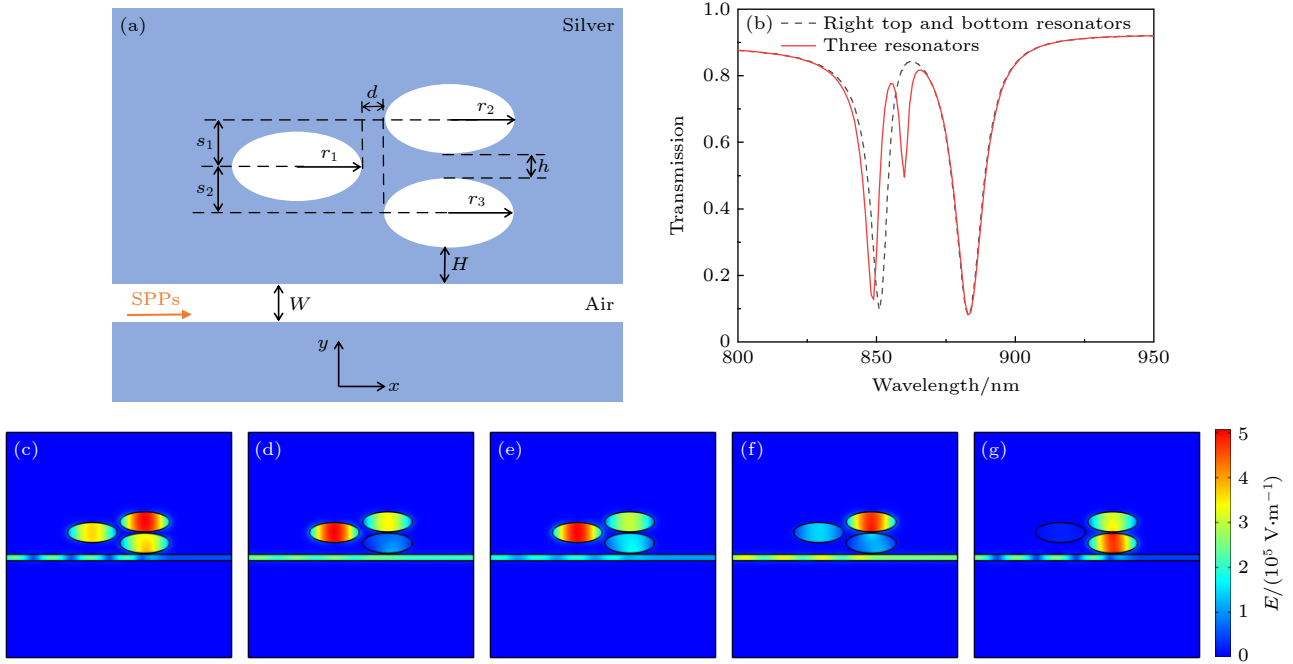 (a)
Silver
d
r₂
s₁
r₁
h
s₂
r₃
H
SPPs
W
Air
y
x
(b)
Right top and bottom resonators
Three resonators
1.0
0.8
0.6
0.4
0.2
0
Transmission
800
850
900
950
Wavelength/nm
(c)
(d)
(e)
(f)
(g)
5
4
3
2
1
0
E/(10⁵ V·m⁻¹)